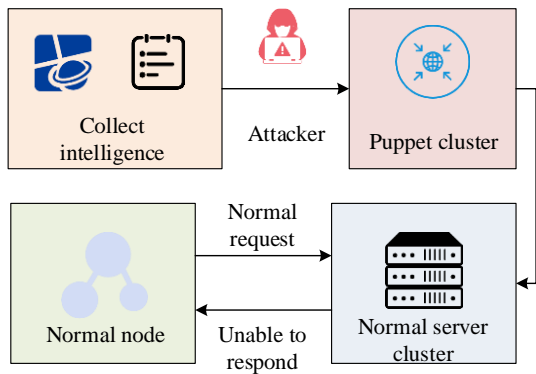 Collect
intelligence
Attacker
Puppet cluster
Normal
request
Normal node
Unable to
respond
Normal server
cluster